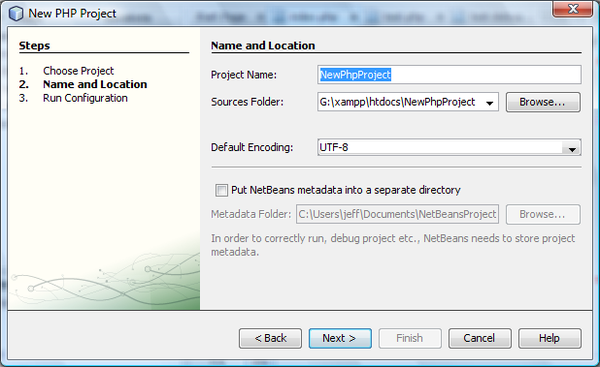 New PHP Project
Steps
1. Choose Project
2. Name and Location
3. Run Configuration
Name and Location
Project Name: NewPhpProject
Sources Folder: G:\xampp\htdocs\NewPhpProject Browse...
Default Encoding: UTF-8
Put NetBeans metadata into a separate directory
Metadata Folder: C:\Users\jeff\Documents\NetBeansProject Browse...
In order to correctly run, debug project etc., NetBeans needs to store project
metadata.
< Back Next > Finish Cancel Help